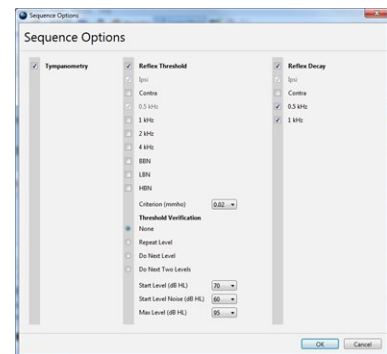 Sequence Options
Sequence Options
Tympanometry
Reflex Threshold
Ipsi
Contra
0.5 kHz
1 kHz
2 kHz
4 kHz
BBN
LBN
HBN
Criterion (mmho) 0.02
Threshold Verification
None
Repeat Level
Do Next Level
Do Next Two Levels
Start Level (dB HL) 70
Start Level Noise (dB HL) 60
Max Level (dB HL) 95
Reflex Decay
Ipsi
Contra
0.5 kHz
1 kHz
OK Cancel